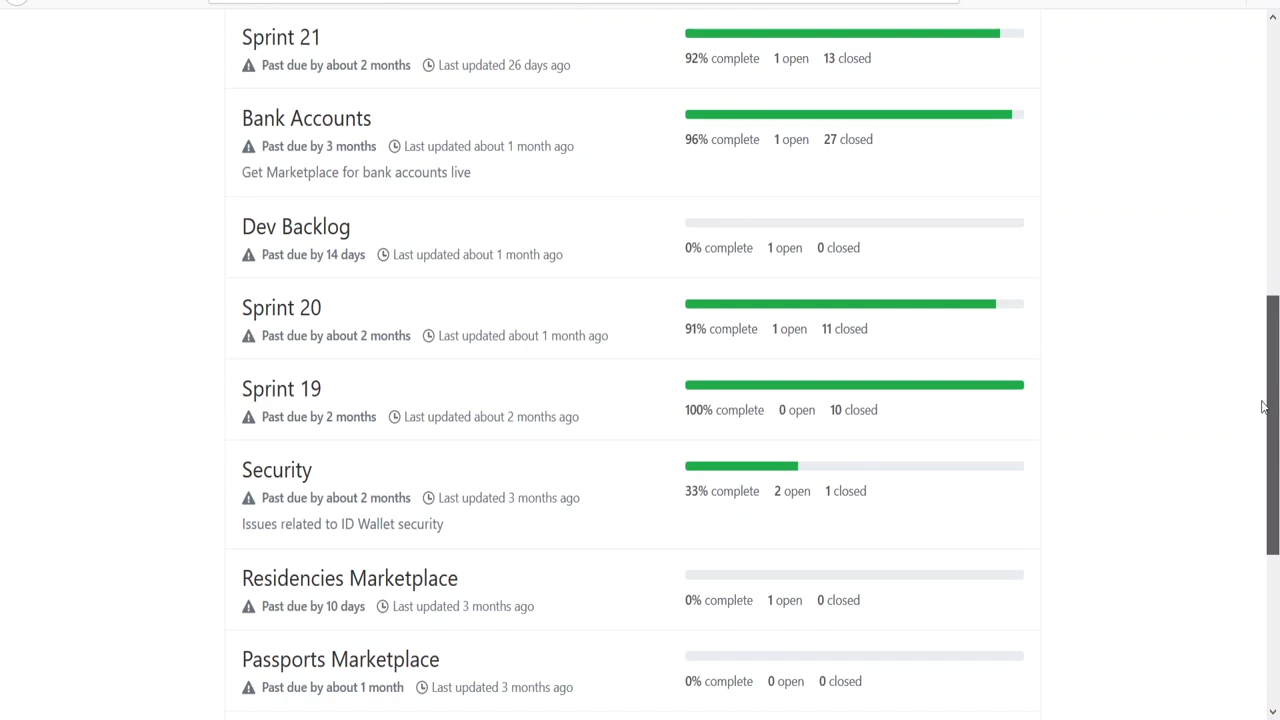 Sprint 21
92% complete 1 open 13 closed
Past due by about 2 months Last updated 26 days ago
Bank Accounts
96% complete 1 open 27 closed
Past due by 3 months Last updated about 1 month ago
Get Marketplace for bank accounts live
Dev Backlog
0% complete 1 open 0 closed
Past due by 14 days Last updated about 1 month ago
Sprint 20
91% complete 1 open 11 closed
Past due by about 2 months Last updated about 1 month ago
Sprint 19
100% complete 0 open 10 closed
Past due by 2 months Last updated about 2 months ago
Security
33% complete 2 open 1 closed
Past due by about 2 months Last updated 3 months ago
Issues related to ID Wallet security
Residencies Marketplace
0% complete 1 open 0 closed
Past due by 10 days Last updated 3 months ago
Passports Marketplace
0% complete 0 open 0 closed
Past due by about 1 month Last updated 3 months ago